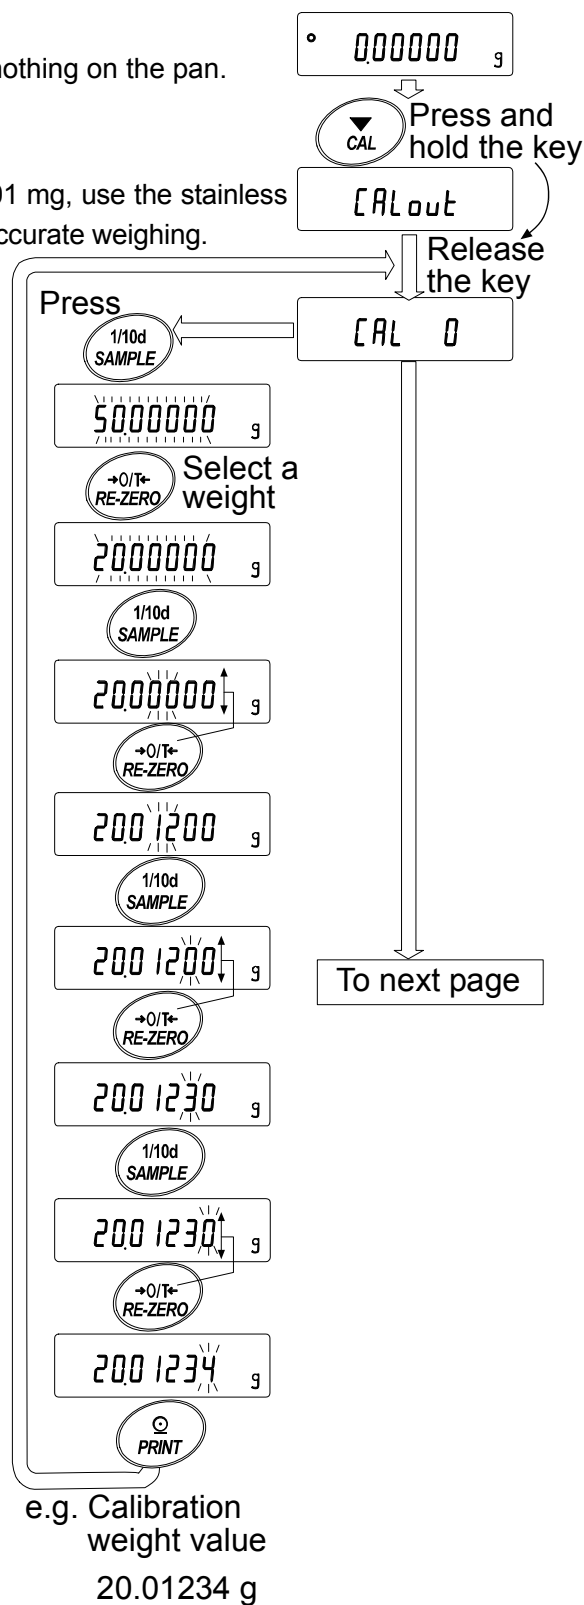 0.00000 g
nothing on the pan.
CAL
Press and
hold the key
01 mg, use the stainless
CALout
ccurate weighing.
Release
the key
Press
1/10d
SAMPLE
CAL 0
50.00000 g
→0/T←
RE-ZERO
Select a
weight
20.00000 g
1/10d
SAMPLE
20.00000 g
→0/T←
RE-ZERO
20.01200 g
1/10d
SAMPLE
20.01200 g
To next page
→0/T←
RE-ZERO
20.01230 g
1/10d
SAMPLE
20.01230 g
→0/T←
RE-ZERO
20.01234 g
PRINT
e.g. Calibration
weight value
20.01234 g